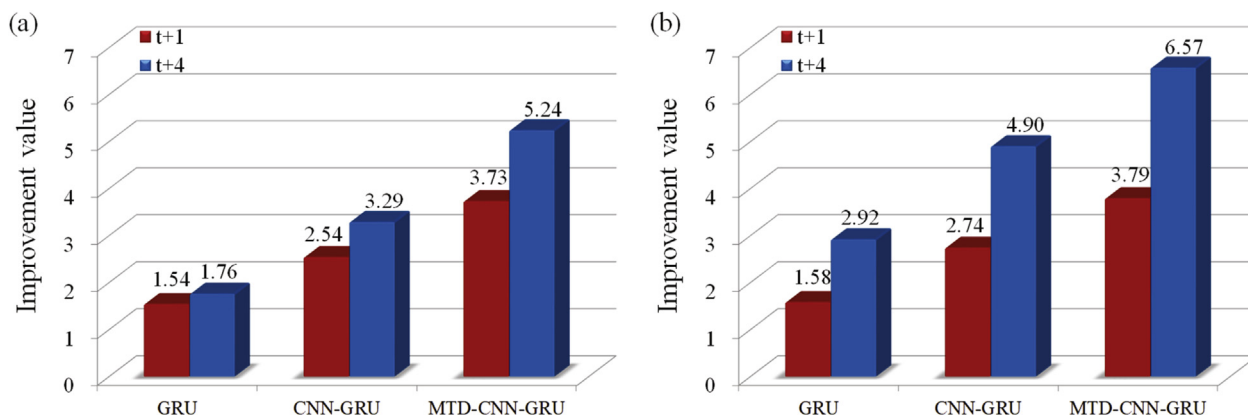 (a)
t+1
t+4
Improvement value
7
6
5
4
3
2
1
0
1.54
1.76
2.54
3.29
3.73
5.24
GRU
CNN-GRU
MTD-CNN-GRU
(b)
t+1
t+4
Improvement value
7
6
5
4
3
2
1
0
1.58
2.92
2.74
4.90
3.79
6.57
GRU
CNN-GRU
MTD-CNN-GRU